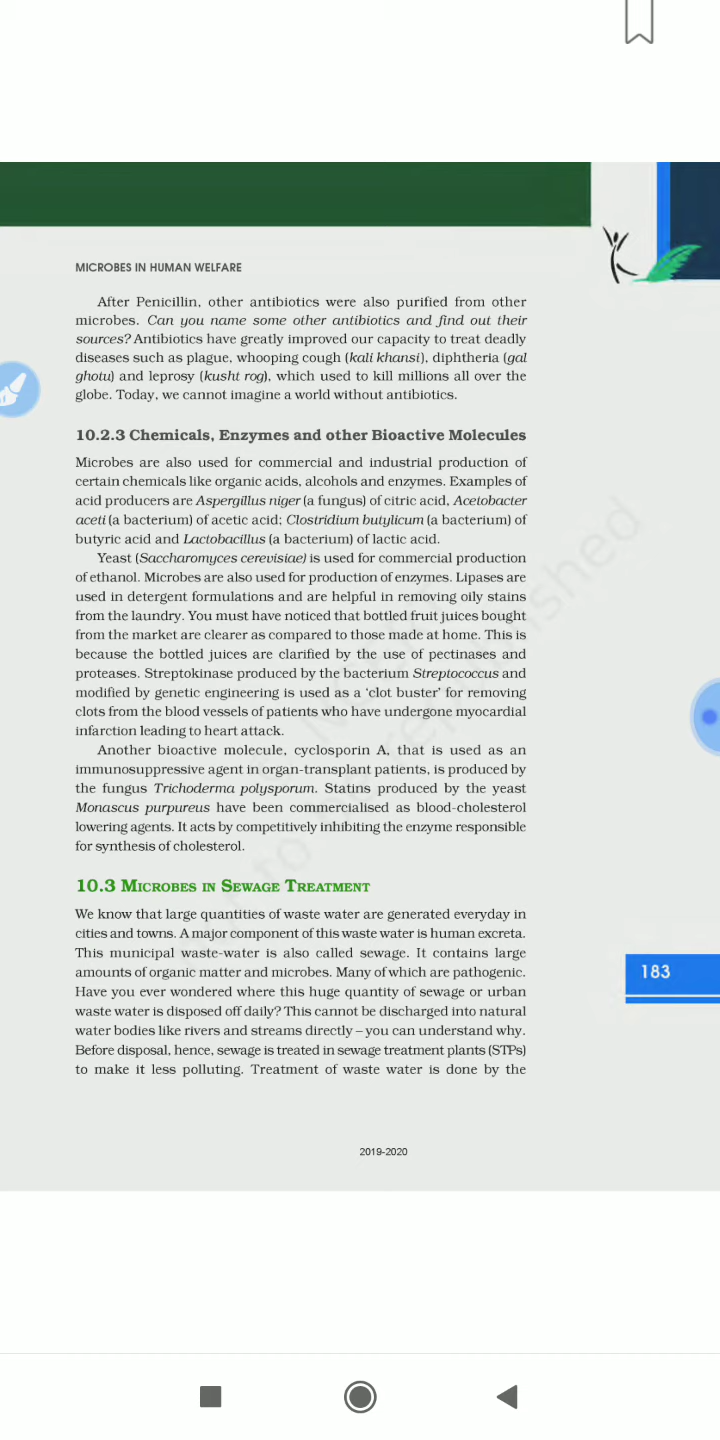 MICROBES IN HUMAN WELFARE
After Penicillin, other antibiotics were also purified from other
microbes. Can you name some other antibiotics and find out their
sources? Antibiotics have greatly improved our capacity to treat deadly
diseases such as plague, whooping cough (kali khansi), diphtheria (gal
ghotu) and leprosy (kusht rog), which used to kill millions all over the
globe. Today, we cannot imagine a world without antibiotics.
10.2.3 Chemicals, Enzymes and other Bioactive Molecules
Microbes are also used for commercial and industrial production of
certain chemicals like organic acids, alcohols and enzymes. Examples of
acid producers are Aspergillus niger (a fungus) of citric acid, Acetobacter
aceti (a bacterium) of acetic acid; Clostridium butylicum (a bacterium) of
butyric acid and Lactobacillus (a bacterium) of lactic acid.
Yeast (Saccharomyces cerevisiae) is used for commercial production
of ethanol. Microbes are also used for production of enzymes. Lipases are
used in detergent formulations and are helpful in removing oily stains
from the laundry. You must have noticed that bottled fruit juices bought
from the market are clearer as compared to those made at home. This is
because the bottled juices are clarified by the use of pectinases and
proteases. Streptokinase produced by the bacterium Streptococcus and
modified by genetic engineering is used as a ‘clot buster’ for removing
clots from the blood vessels of patients who have undergone myocardial
infarction leading to heart attack.
Another bioactive molecule, cyclosporin A, that is used as an
immunosuppressive agent in organ-transplant patients, is produced by
the fungus Trichoderma polysporum. Statins produced by the yeast
Monascus purpureus have been commercialised as blood-cholesterol
lowering agents. It acts by competitively inhibiting the enzyme responsible
for synthesis of cholesterol.
10.3 MICROBES IN SEWAGE TREATMENT
We know that large quantities of waste water are generated everyday in
cities and towns. A major component of this waste water is human excreta.
This municipal waste-water is also called sewage. It contains large
amounts of organic matter and microbes. Many of which are pathogenic.
Have you ever wondered where this huge quantity of sewage or urban
waste water is disposed off daily? This cannot be discharged into natural
water bodies like rivers and streams directly – you can understand why.
Before disposal, hence, sewage is treated in sewage treatment plants (STPs)
to make it less polluting. Treatment of waste water is done by the
183
2019-2020